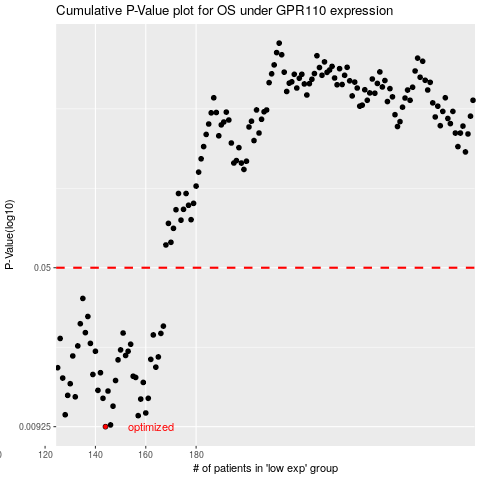 Cumulative P-Value plot for OS under GPR110 expression
P-Value(log10)
0.05
0.00925
optimized
0 120 140 160 180
# of patients in 'low exp' group